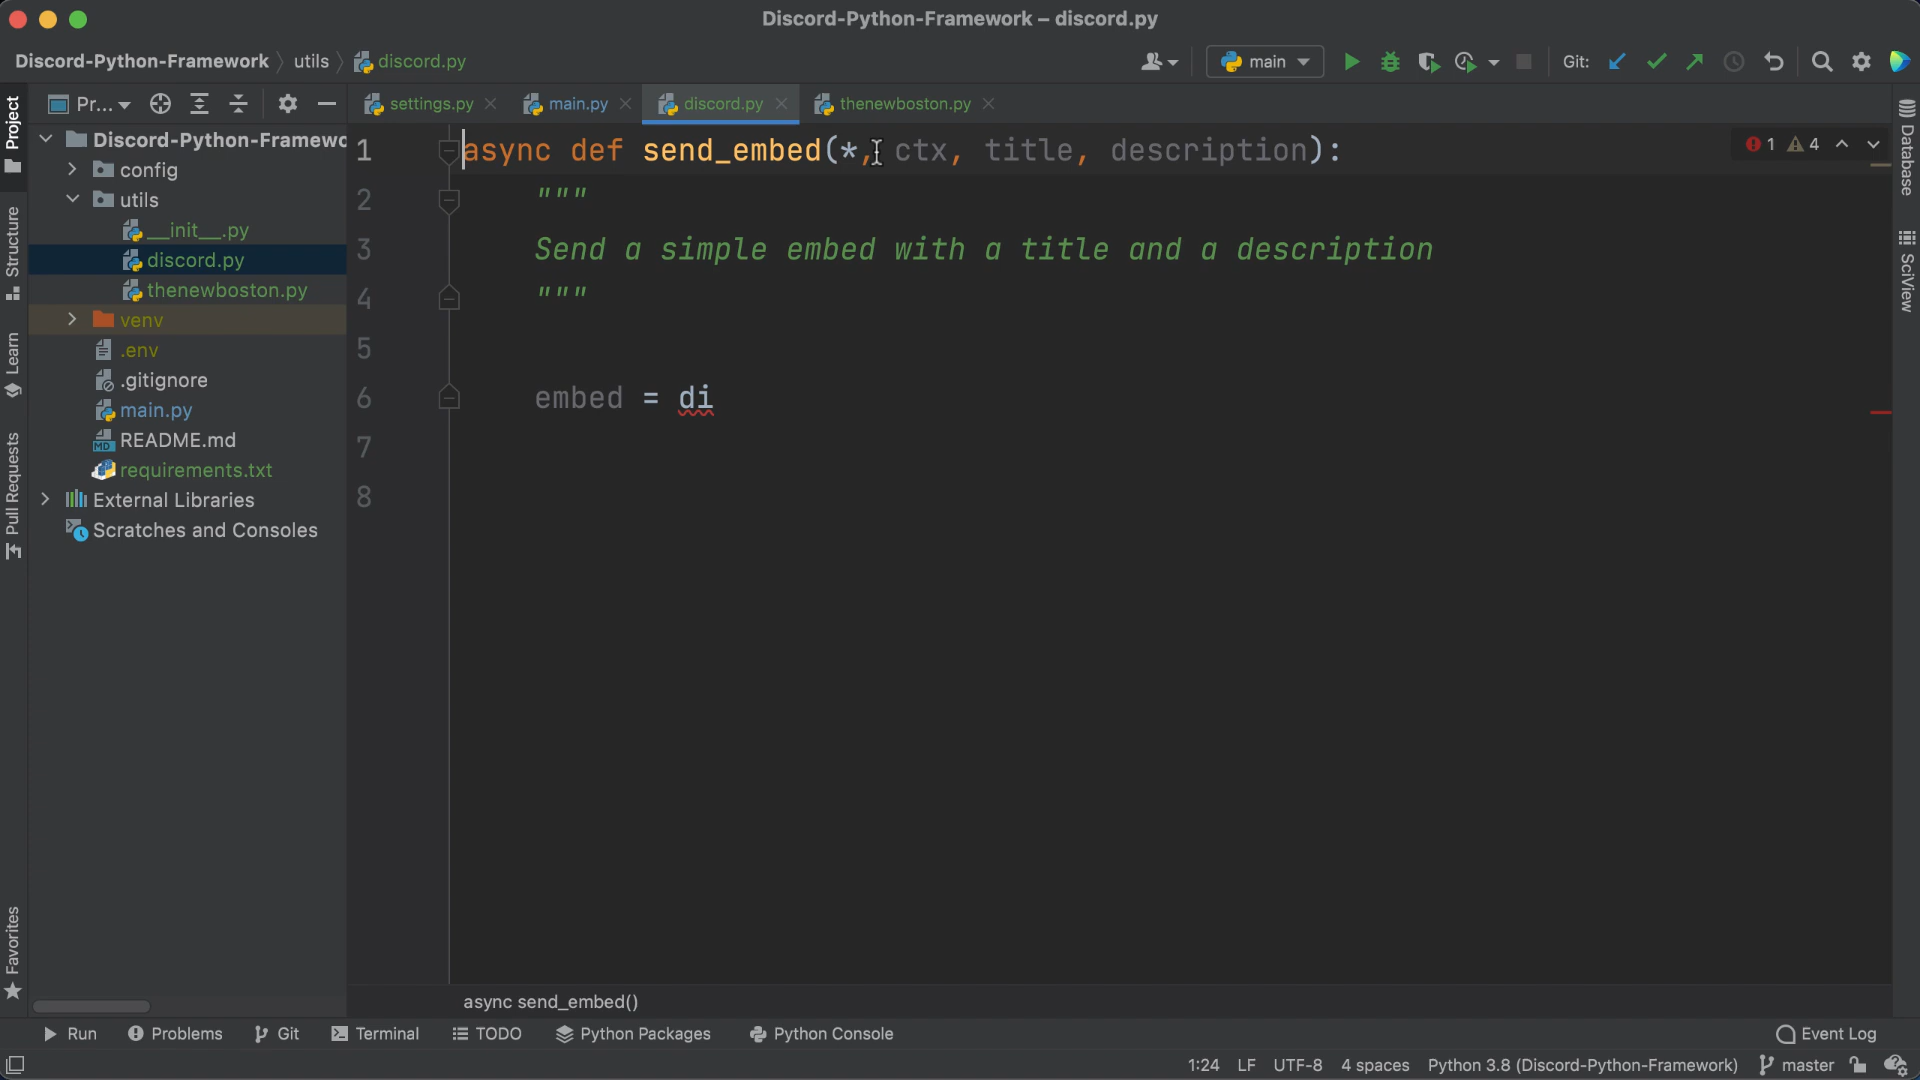 Discord-Python-Framework – discord.py
Discord-Python-Framework
utils
discord.py
main
Git:
Pr...
settings.py
main.py
discord.py
thenewboston.py
Project
Structure
Learn
Pull Requests
Favorites
Discord-Python-Framewo
config
utils
__init__.py
discord.py
thenewboston.py
venv
.env
.gitignore
main.py
README.md
requirements.txt
External Libraries
Scratches and Consoles
1 async def send_embed(*, ctx, title, description):
2 """
3 Send a simple embed with a title and a description
4 """
5
6 embed = di
7
8
1 4
Database
SciView
async send_embed()
Run Problems Git Terminal TODO Python Packages Python Console Event Log
1:24 LF UTF-8 4 spaces Python 3.8 (Discord-Python-Framework) master